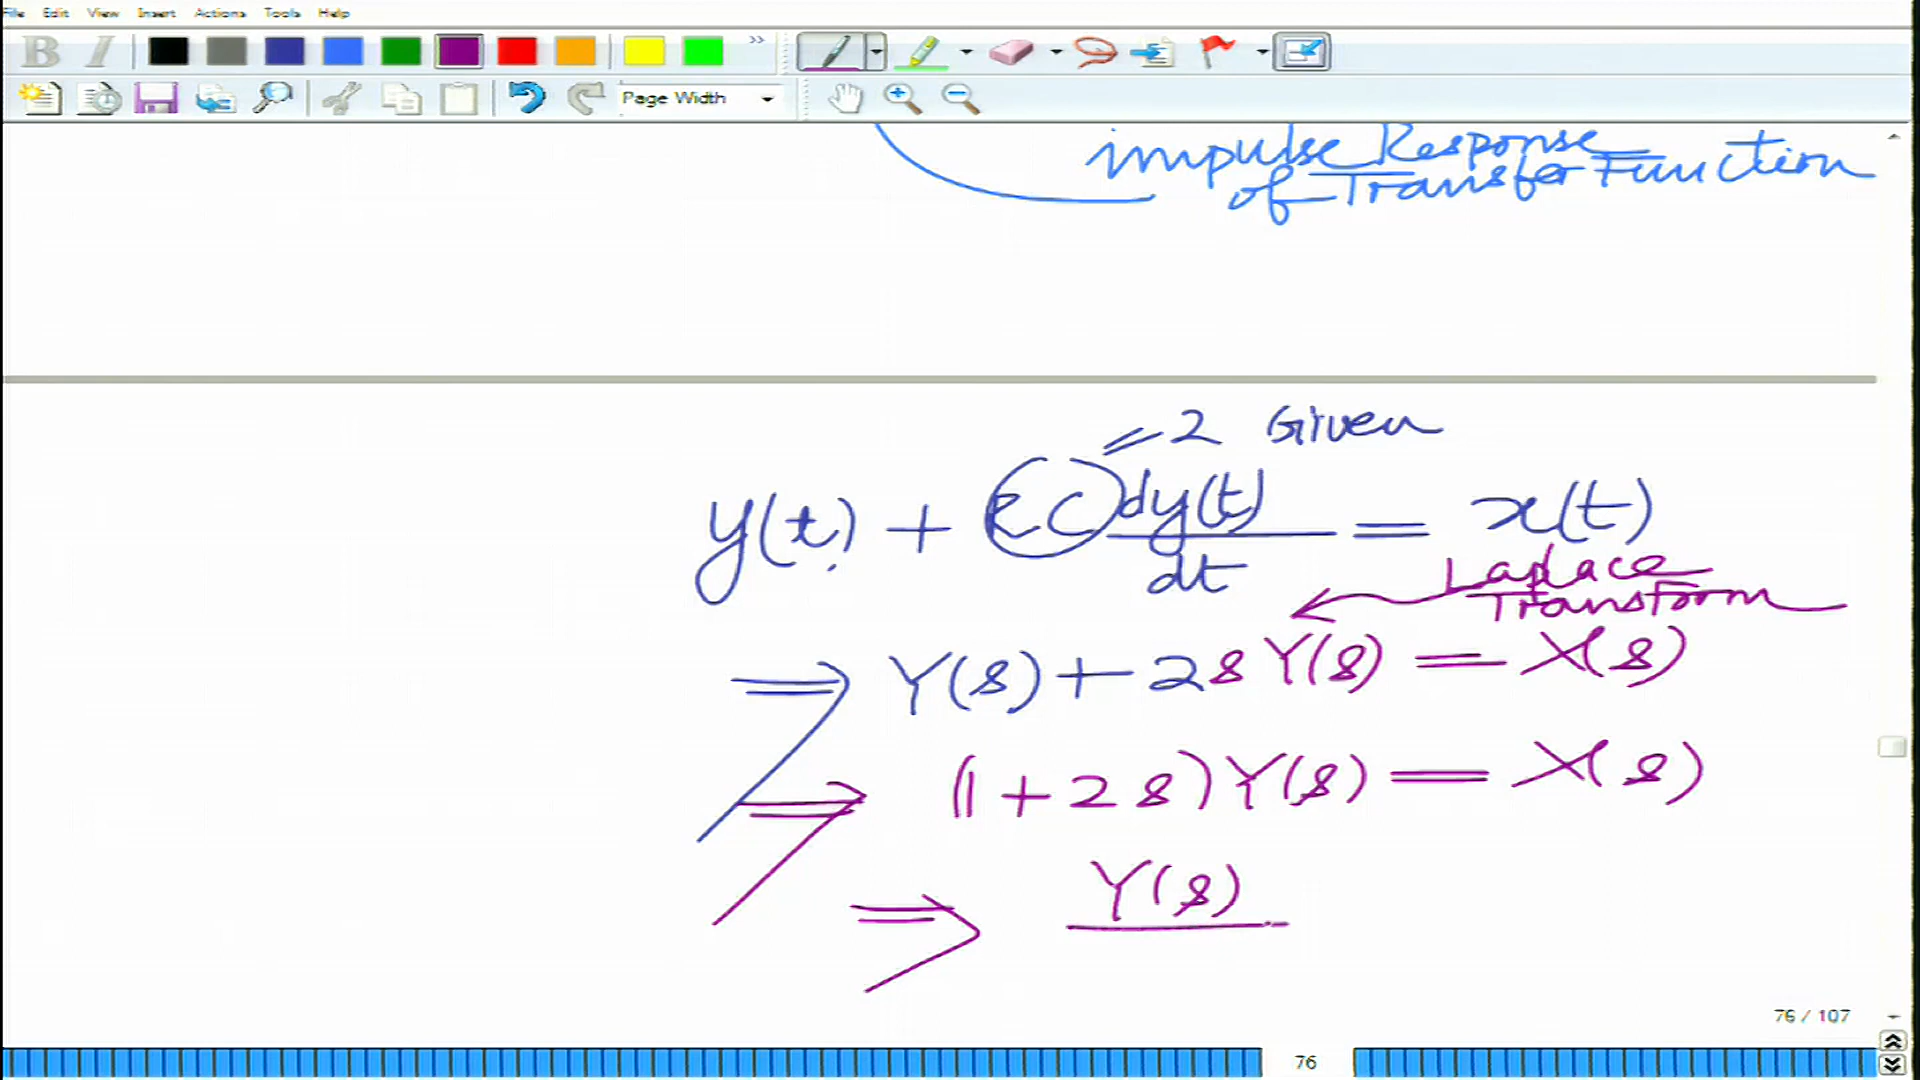 File Edit View Insert Actions Tools Help
B I
Page Width
impulse Response
of Transfer Function
= 2 Given
y(t) + RC dy(t)/dt = x(t)
Laplace
Transform
⇒ Y(s) + 2s Y(s) = X(s)
⇒ (1 + 2s) Y(s) = X(s)
⇒ Y(s)
76 / 107
76